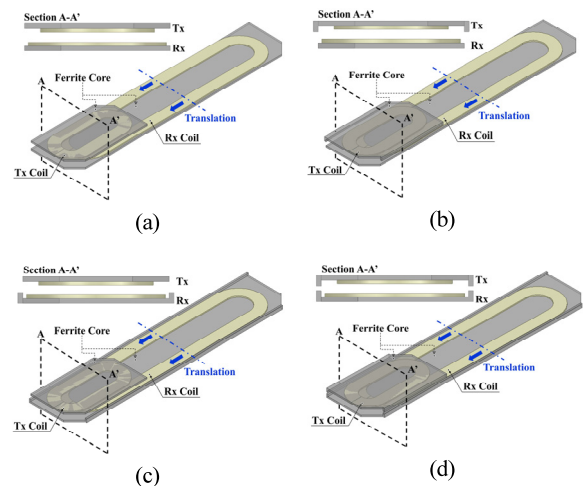 Section A-A'
Tx
Rx
A
Ferrite Core
A'
Translation
Rx Coil
Tx Coil
(a)
Section A-A'
Tx
Rx
A
Ferrite Core
A'
Translation
Rx Coil
Tx Coil
(b)
Section A-A'
Tx
Rx
A
Ferrite Core
A'
Translation
Rx Coil
Tx Coil
(c)
Section A-A'
Tx
Rx
A
Ferrite Core
A'
Translation
Rx Coil
Tx Coil
(d)